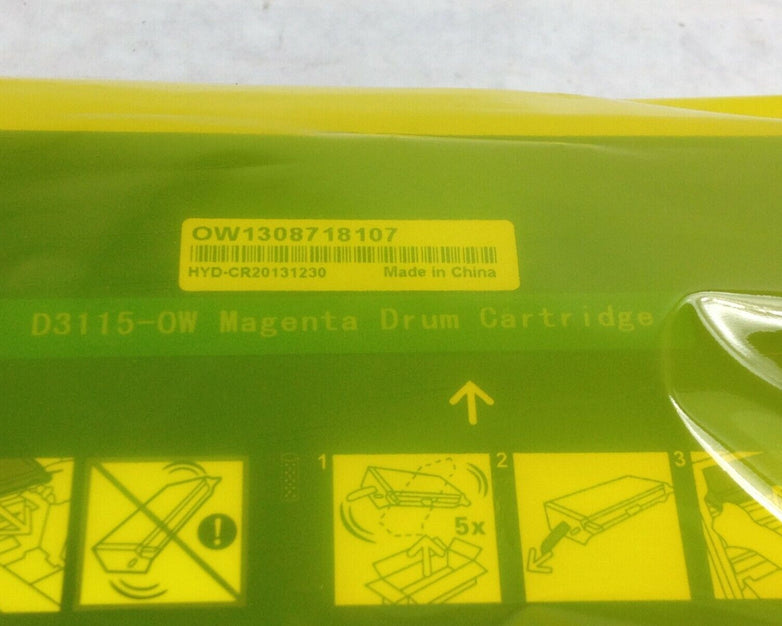 OW1308718107
HYD-CR20131230 Made in China
D3115-OW Magenta Drum Cartridge
1 2 3
!
5x